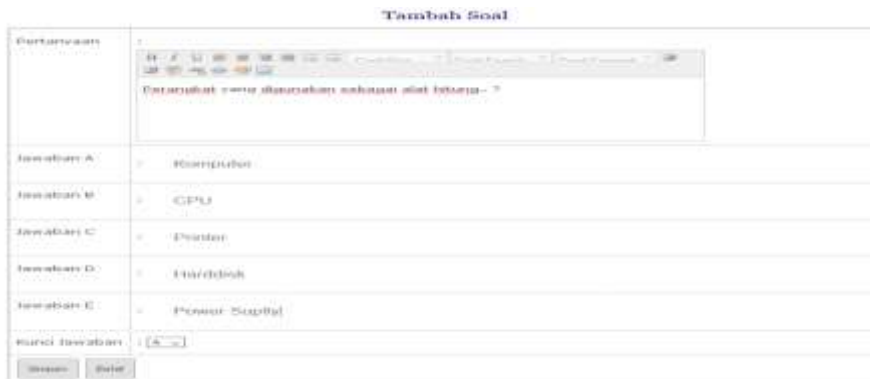 Tambah Soal
Pertanyaan :
Perangkat yang digunakan sebagai alat hitung.. ?
Jawaban A : Komputer
Jawaban B : CPU
Jawaban C : Printer
Jawaban D : Harddisk
Jawaban E : Power Suplly
Kunci Jawaban : A
Simpan Batal